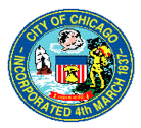 CITY OF CHICAGO
INCORPORATED 4th MARCH 1837